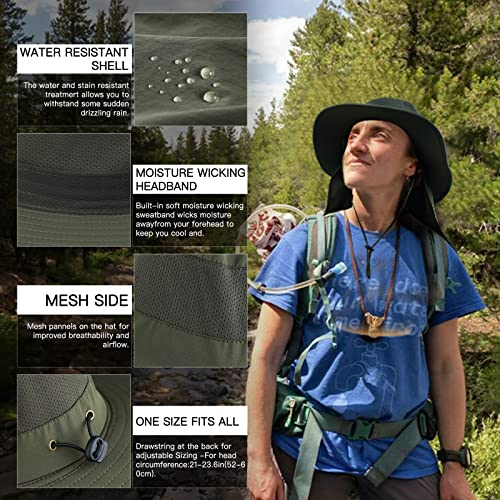 WATER RESISTANT
SHELL
The water and stain resistant
treatmert allows you to
withstand some sudden
drizzling rain.
MOISTURE WICKING
HEADBAND
Built-in soft moisture wicking
sweatband wicks moisture
awayfrom your forehead to
keep you cool and.
MESH SIDE
Mesh panels on the hat for
improved breathability and
airflow.
ONE SIZE FITS ALL
Drawstring at the back for
adjustable Sizing -For head
circumference:21-23.6in(52-6
0cm).